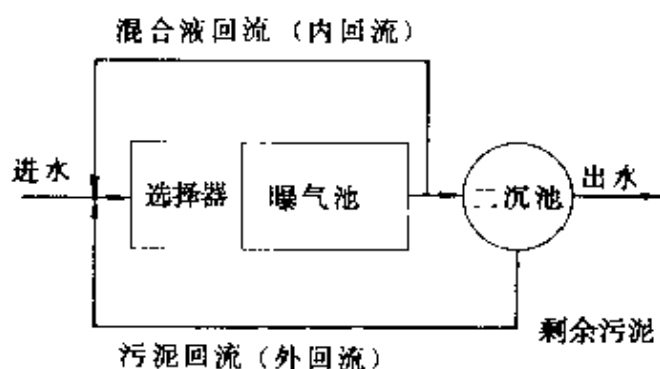 混合液回流（内回流）
进水
选择器
曝气池
二沉池
出水
剩余污泥
污泥回流（外回流）